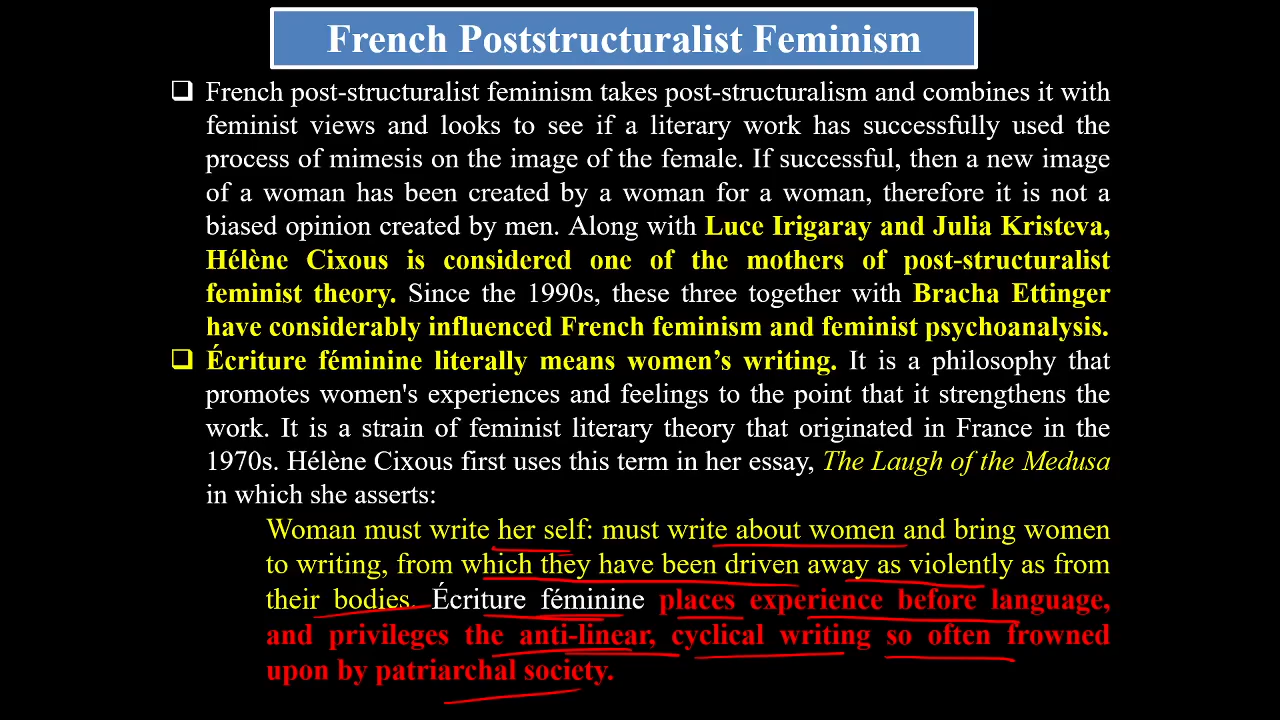 French Poststructuralist Feminism
❑ French post-structuralist feminism takes post-structuralism and combines it with
feminist views and looks to see if a literary work has successfully used the
process of mimesis on the image of the female. If successful, then a new image
of a woman has been created by a woman for a woman, therefore it is not a
biased opinion created by men. Along with Luce Irigaray and Julia Kristeva,
Hélène Cixous is considered one of the mothers of post-structuralist
feminist theory. Since the 1990s, these three together with Bracha Ettinger
have considerably influenced French feminism and feminist psychoanalysis.
❑ Écriture féminine literally means women’s writing. It is a philosophy that
promotes women's experiences and feelings to the point that it strengthens the
work. It is a strain of feminist literary theory that originated in France in the
1970s. Hélène Cixous first uses this term in her essay, The Laugh of the Medusa
in which she asserts:
Woman must write her self: must write about women and bring women
to writing, from which they have been driven away as violently as from
their bodies. Écriture féminine places experience before language,
and privileges the anti-linear, cyclical writing so often frowned
upon by patriarchal society.